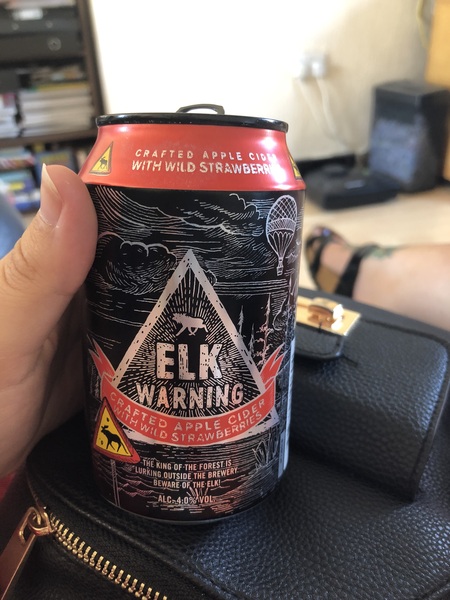 CRAFTED APPLE CIDER
WITH WILD STRAWBERRI
ELK
WARNING
CRAFTED APPLE CIDER
WITH WILD STRAWBERRIES
THE KING OF THE FOREST IS
LURKING OUTSIDE THE BREWERY
BEWARE OF THE ELK!
ALC. 4.0% VOL.